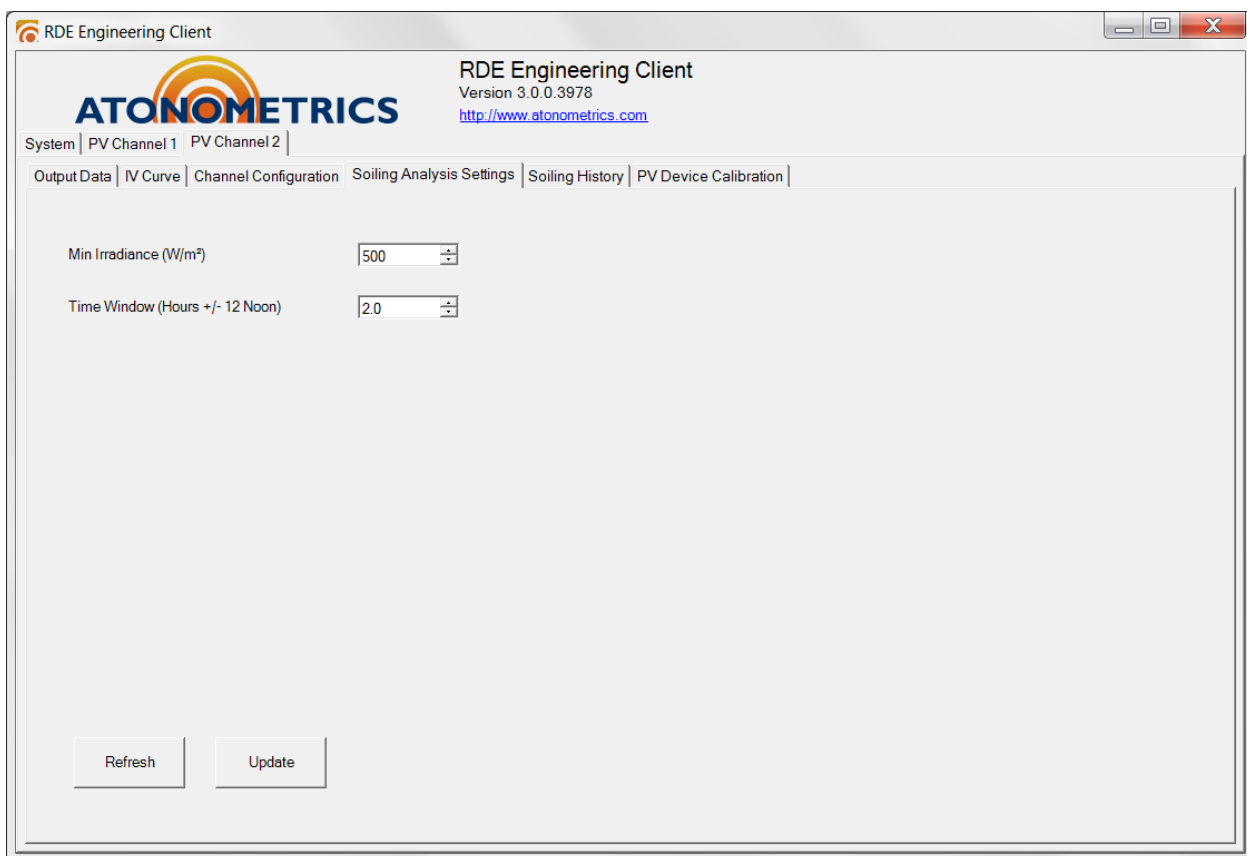 RDE Engineering Client
ATONOMETRICS
RDE Engineering Client
Version 3.0.0.3978
http://www.atonometrics.com
System PV Channel 1 PV Channel 2
Output Data IV Curve Channel Configuration Soiling Analysis Settings Soiling History PV Device Calibration
Min Irradiance (W/m²) 500
Time Window (Hours +/- 12 Noon) 2.0
Refresh Update